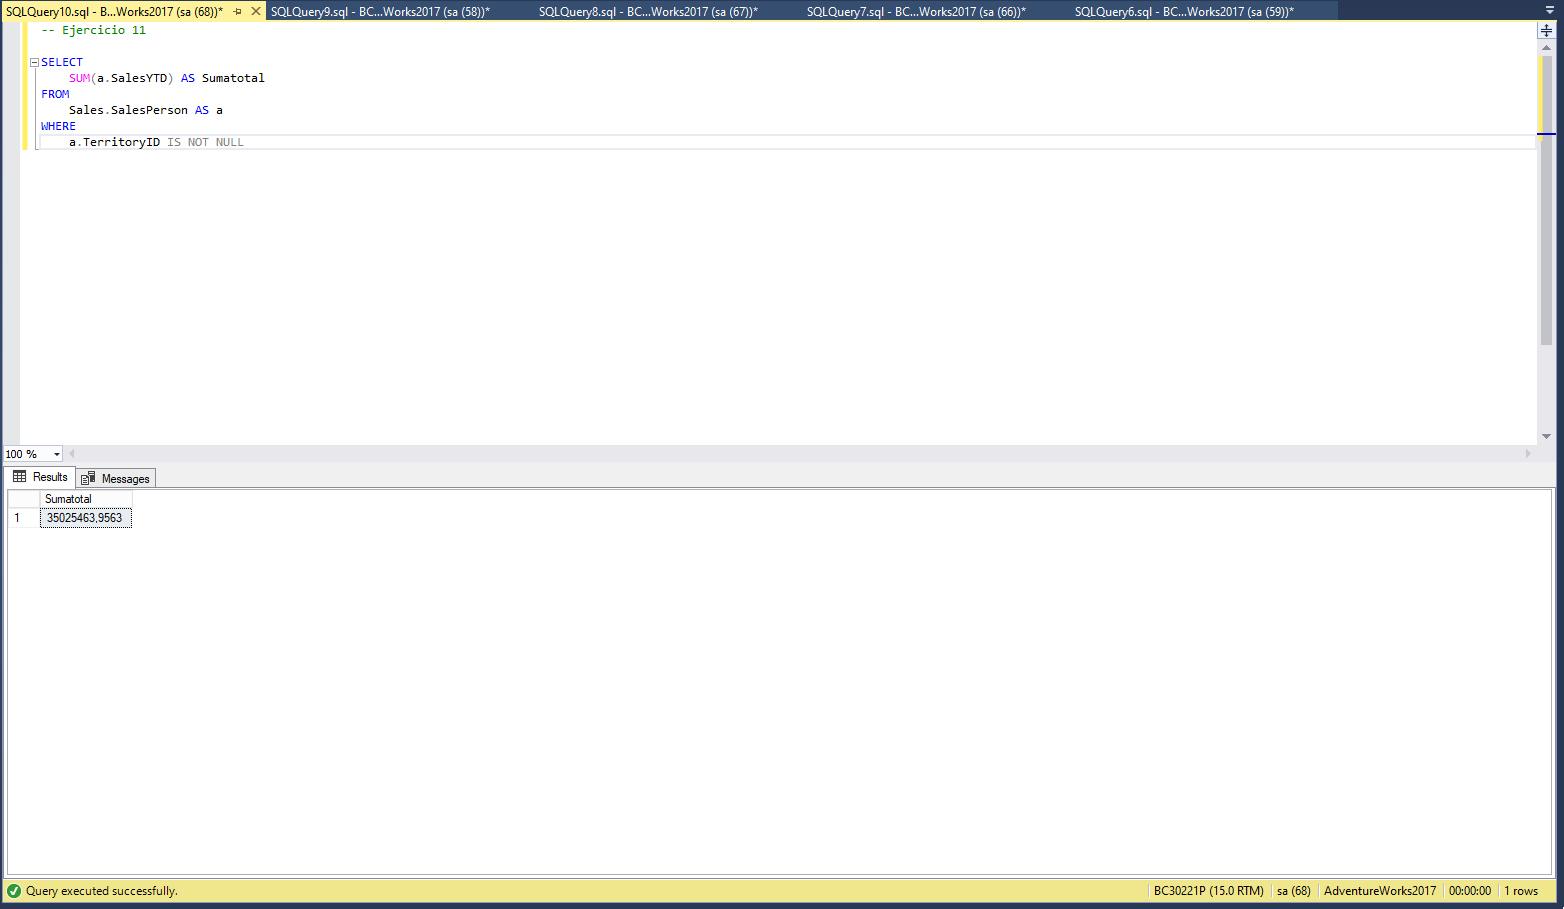 SQLQuery10.sql - B...Works2017 (sa (68))* SQLQuery9.sql - BC...Works2017 (sa (58))* SQLQuery8.sql - BC...Works2017 (sa (67))* SQLQuery7.sql - BC...Works2017 (sa (66))* SQLQuery6.sql - BC...Works2017 (sa (59))*
-- Ejercicio 11
SELECT
SUM(a.SalesYTD) AS Sumatotal
FROM
Sales.SalesPerson AS a
WHERE
a.TerritoryID IS NOT NULL
100 %
Results Messages
Sumatotal
1 35025463,9563
Query executed successfully. BC30221P (15.0 RTM) sa (68) AdventureWorks2017 00:00:00 1 rows